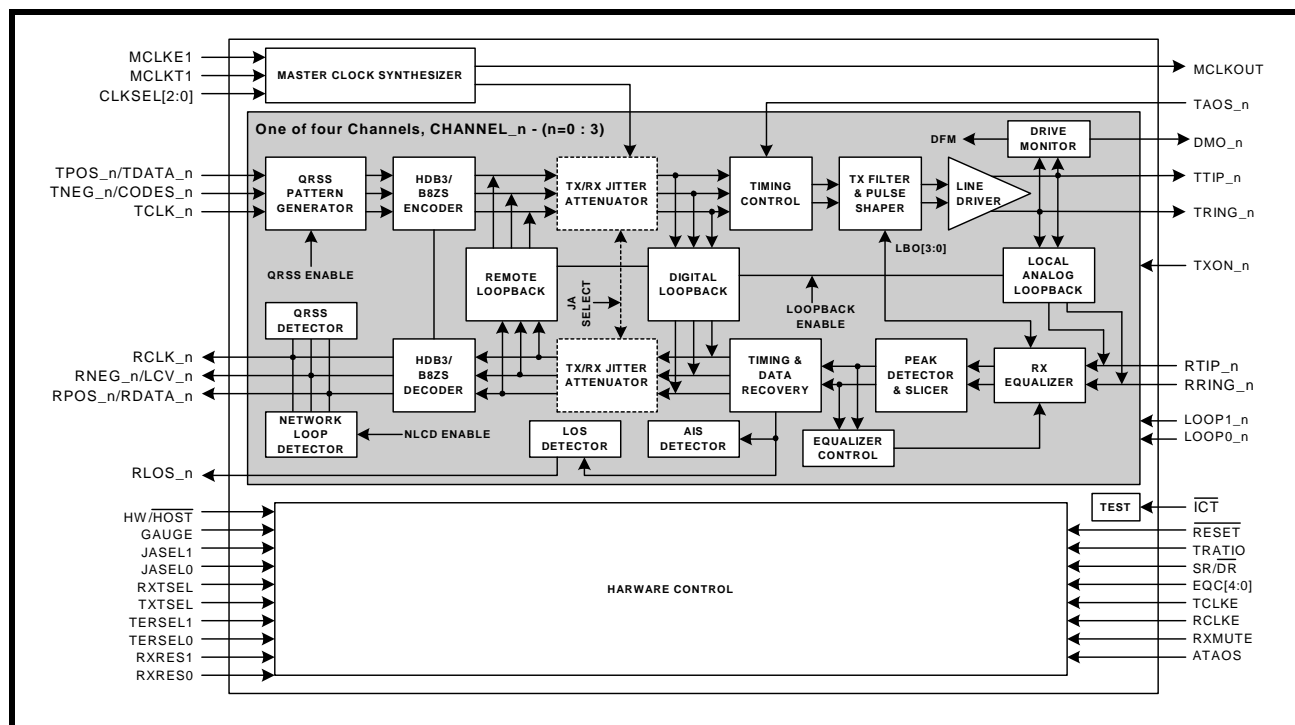 MCLKE1
MCLKT1
CLKSEL[2:0]
MASTER CLOCK SYNTHESIZER
MCLKOUT
TAOS_n
One of four Channels, CHANNEL_n - (n=0 : 3)
DFM
DRIVE
MONITOR
DMO_n
TPOS_n/TDATA_n
TNEG_n/CODES_n
TCLK_n
QRSS
PATTERN
GENERATOR
HDB3/
B8ZS
ENCODER
TX/RX JITTER
ATTENUATOR
TIMING
CONTROL
TX FILTER
& PULSE
SHAPER
LINE
DRIVER
TTIP_n
TRING_n
QRSS ENABLE
REMOTE
LOOPBACK
JA
SELECT
DIGITAL
LOOPBACK
LOOPBACK
ENABLE
LBO[3:0]
LOCAL
ANALOG
LOOPBACK
TXON_n
QRSS
DETECTOR
RCLK_n
RNEG_n/LCV_n
RPOS_n/RDATA_n
HDB3/
B8ZS
DECODER
TX/RX JITTER
ATTENUATOR
TIMING &
DATA
RECOVERY
PEAK
DETECTOR
& SLICER
RX
EQUALIZER
RTIP_n
RRING_n
NETWORK
LOOP
DETECTOR
NLCD ENABLE
LOS
DETECTOR
AIS
DETECTOR
EQUALIZER
CONTROL
LOOP1_n
LOOP0_n
RLOS_n
TEST
ICT
HW/HOST
GAUGE
JASEL1
JASEL0
RXTSEL
TXTSEL
TERSEL1
TERSEL0
RXRES1
RXRES0
HARWARE CONTROL
RESET
TRATIO
SR/DR
EQC[4:0]
TCLKE
RCLKE
RXMUTE
ATAOS